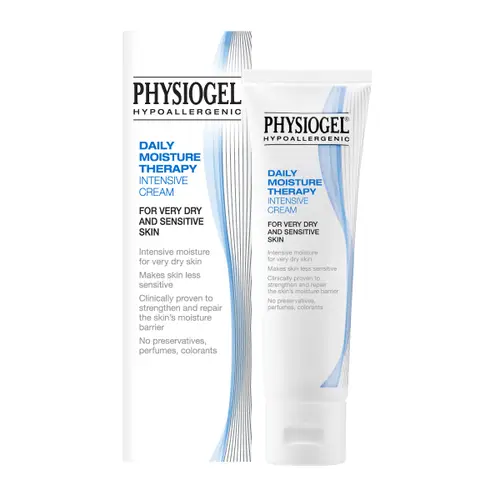 PHYSIOGEL
HYPOALLERGENIC
DAILY
MOISTURE
THERAPY
INTENSIVE
CREAM
FOR VERY DRY
AND SENSITIVE
SKIN
Intensive moisture
for very dry skin
Makes skin less
sensitive
Clinically proven to
strengthen and repair
the skin's moisture
barrier
No preservatives,
perfumes, colorants
PHYSIOGEL®
HYPOALLERGENIC
DAILY
MOISTURE
THERAPY
INTENSIVE
CREAM
FOR VERY DRY
AND SENSITIVE
SKIN
Intensive moisture
for very dry skin
Makes skin less sensitive
Clinically proven to
strengthen and repair
the skin's moisture barrier
No preservatives,
perfumes, colorants